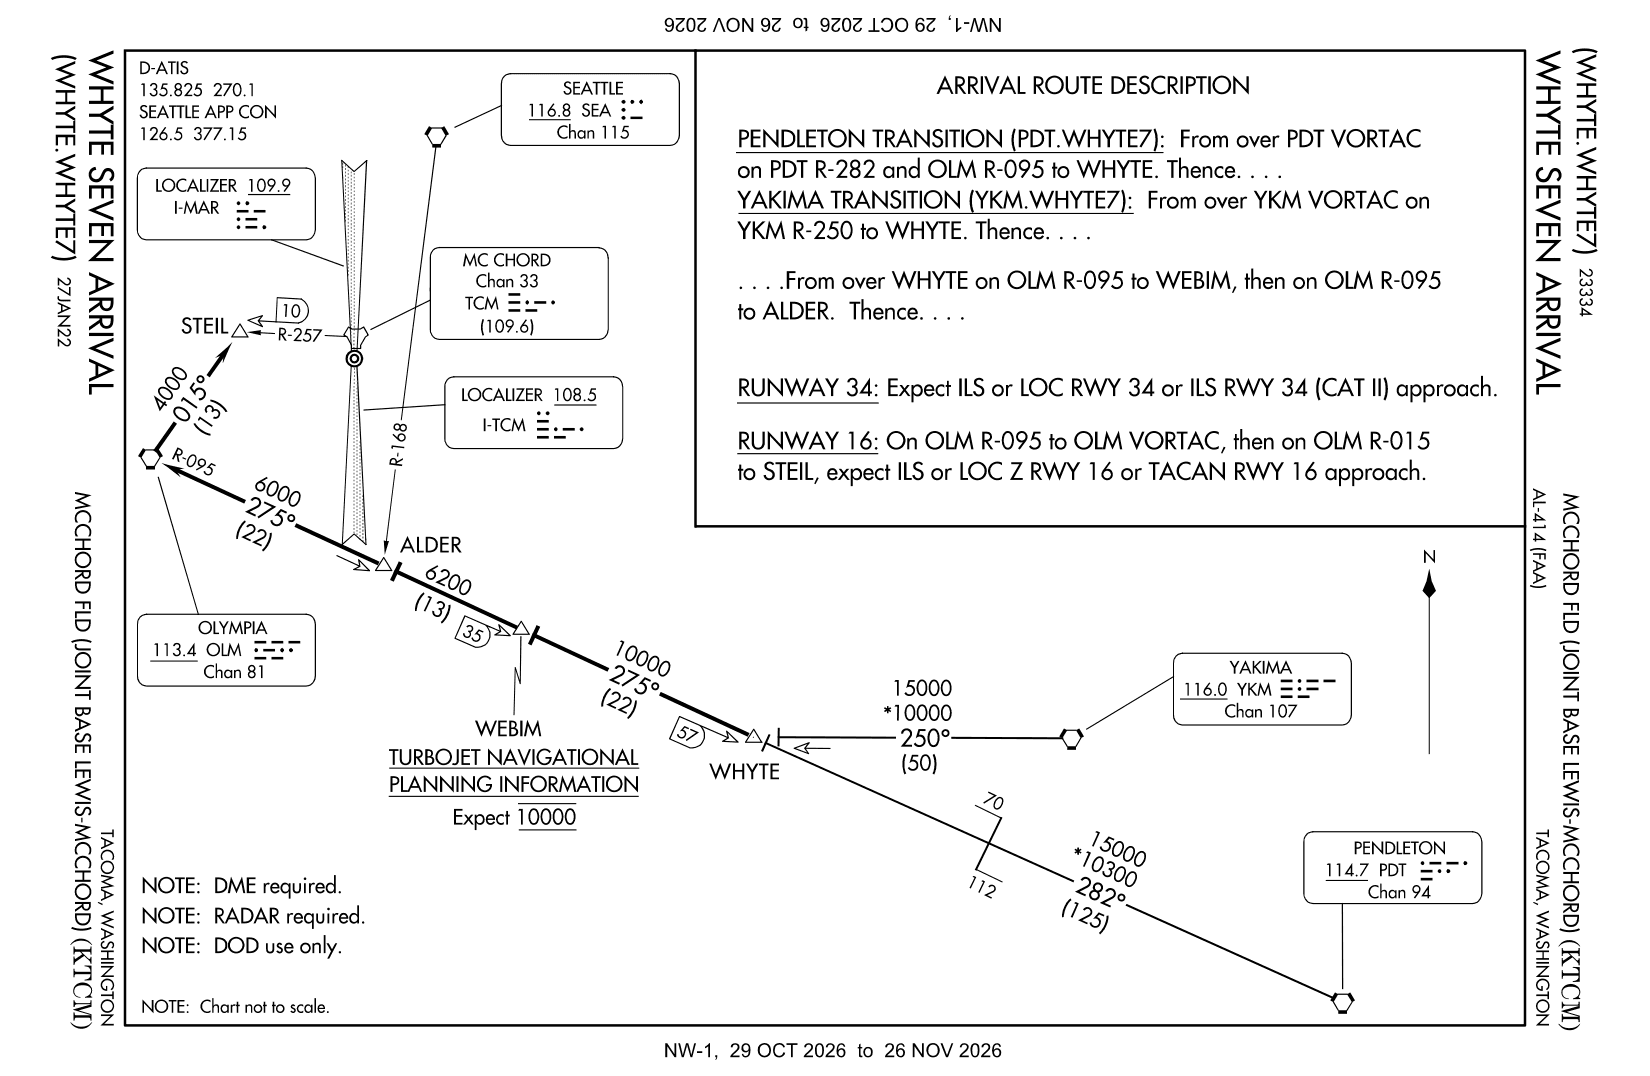 NW-1, 29 OCT 2026 to 26 NOV 2026
WHYTE SEVEN ARRIVAL
(WHYTE.WHYTE7) 27JAN22
MCCHORD FLD (JOINT BASE LEWIS-MCCHORD) (KTCM)
TACOMA, WASHINGTON
D-ATIS
135.825 270.1
SEATTLE APP CON
126.5 377.15
SEATTLE
116.8 SEA
Chan 115
LOCALIZER 109.9
I-MAR
MC CHORD
Chan 33
TCM
(109.6)
10
STEIL
R-257
LOCALIZER 108.5
I-TCM
4000
015°
(13)
R-168
R-095
6000
275°
(22)
ALDER
6200
(13)
35
OLYMPIA
113.4 OLM
Chan 81
10000
275°
(22)
57
WEBIM
TURBOJET NAVIGATIONAL
PLANNING INFORMATION
Expect 10000
WHYTE
15000
*10000
250°
(50)
YAKIMA
116.0 YKM
Chan 107
70
112
15000
*10300
282°
(125)
PENDLETON
114.7 PDT
Chan 94
N
NOTE: DME required.
NOTE: RADAR required.
NOTE: DOD use only.
NOTE: Chart not to scale.
ARRIVAL ROUTE DESCRIPTION
PENDLETON TRANSITION (PDT.WHYTE7): From over PDT VORTAC
on PDT R-282 and OLM R-095 to WHYTE. Thence. . . .
YAKIMA TRANSITION (YKM.WHYTE7): From over YKM VORTAC on
YKM R-250 to WHYTE. Thence. . . .
. . . .From over WHYTE on OLM R-095 to WEBIM, then on OLM R-095
to ALDER. Thence. . . .
RUNWAY 34: Expect ILS or LOC RWY 34 or ILS RWY 34 (CAT II) approach.
RUNWAY 16: On OLM R-095 to OLM VORTAC, then on OLM R-015
to STEIL, expect ILS or LOC Z RWY 16 or TACAN RWY 16 approach.
(WHYTE.WHYTE7) 23334
WHYTE SEVEN ARRIVAL
AL-414 (FAA)
MCCHORD FLD (JOINT BASE LEWIS-MCCHORD) (KTCM)
TACOMA, WASHINGTON
NW-1, 29 OCT 2026 to 26 NOV 2026